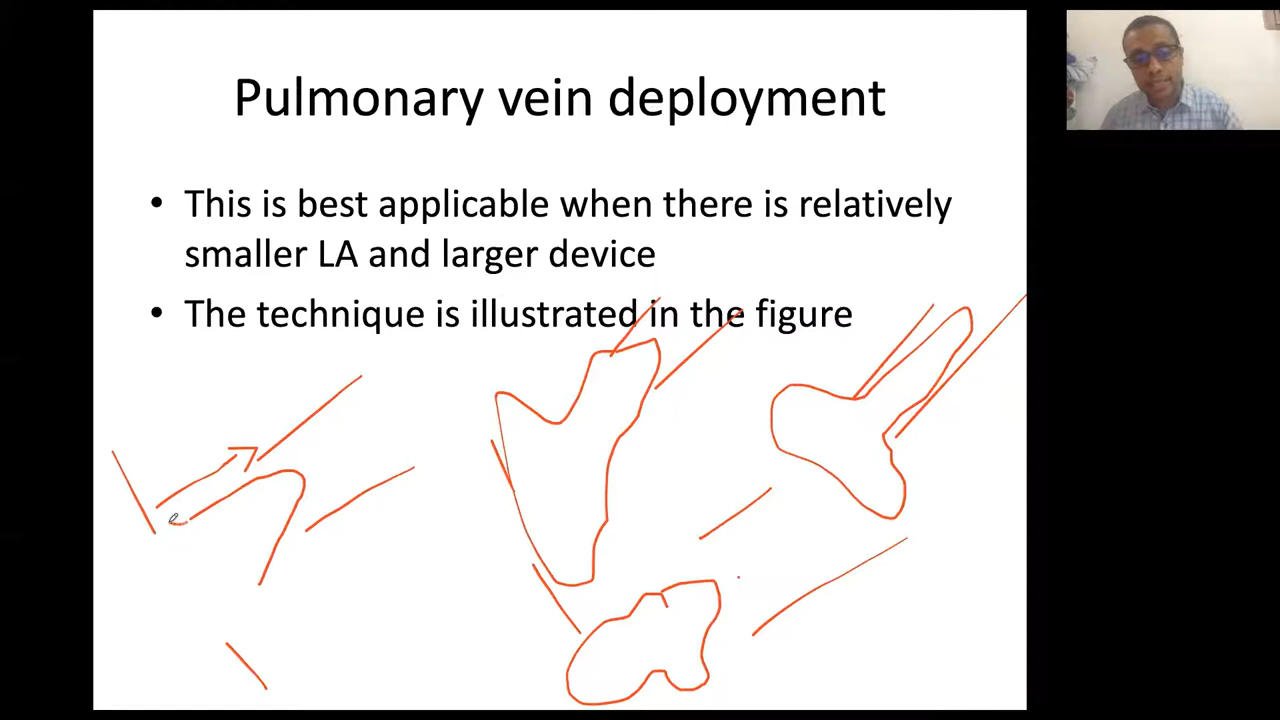 Pulmonary vein deployment
• This is best applicable when there is relatively
smaller LA and larger device
• The technique is illustrated in the figure